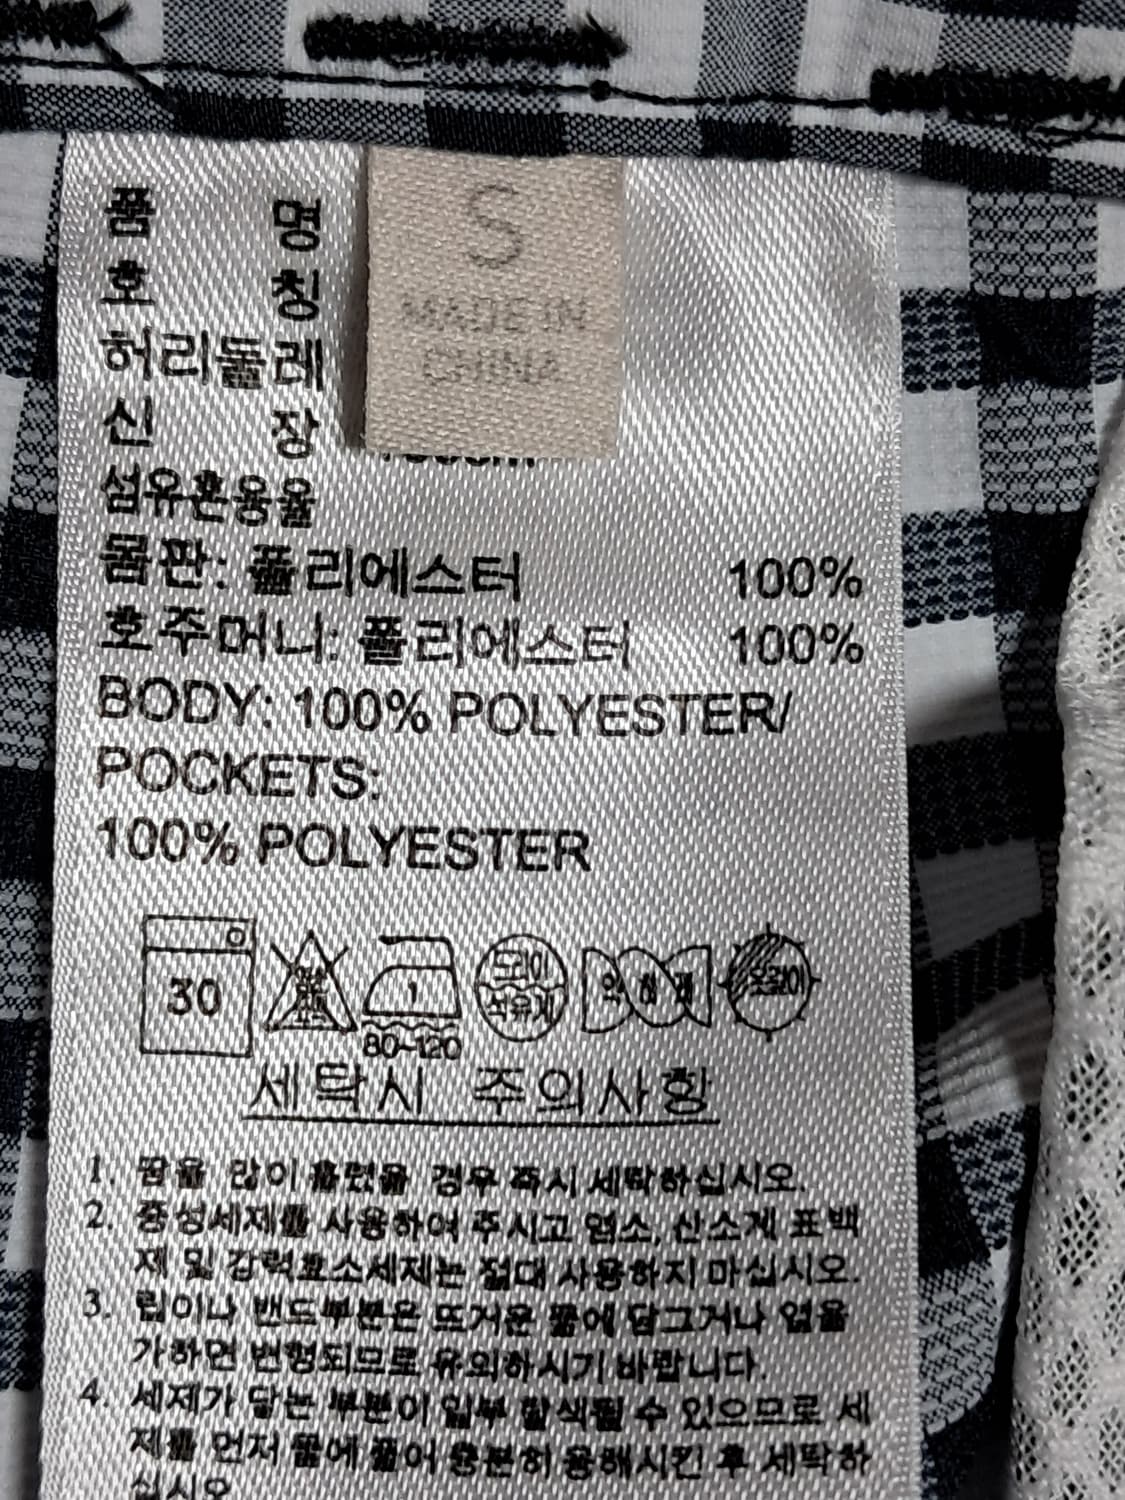 품 명
호 칭
허리둘레
신 장
섬유혼용율
몸판: 폴리에스터 100%
호주머니: 폴리에스터 100%
BODY: 100% POLYESTER/
POCKETS:
100% POLYESTER
S
MADE IN
CHINA
30
1
80~120
드라이
석유계
약 하 게
옷걸이
세탁시 주의사항
1. 땀을 많이 흘렸을 경우 즉시 세탁하십시오.
2. 중성세제를 사용하여 주시고 염소, 산소계 표백
제 및 강력효소세제는 절대 사용하지 마십시오.
3. 립이나 밴드부분은 뜨거운 물에 담그거나 열을
가하면 변형되므로 유의하시기 바랍니다.
4. 세제가 닿는 부분이 일부 탈색될 수 있으므로 세
제를 먼저 물에 풀어 충분히 용해시킨 후 세탁하
십시오